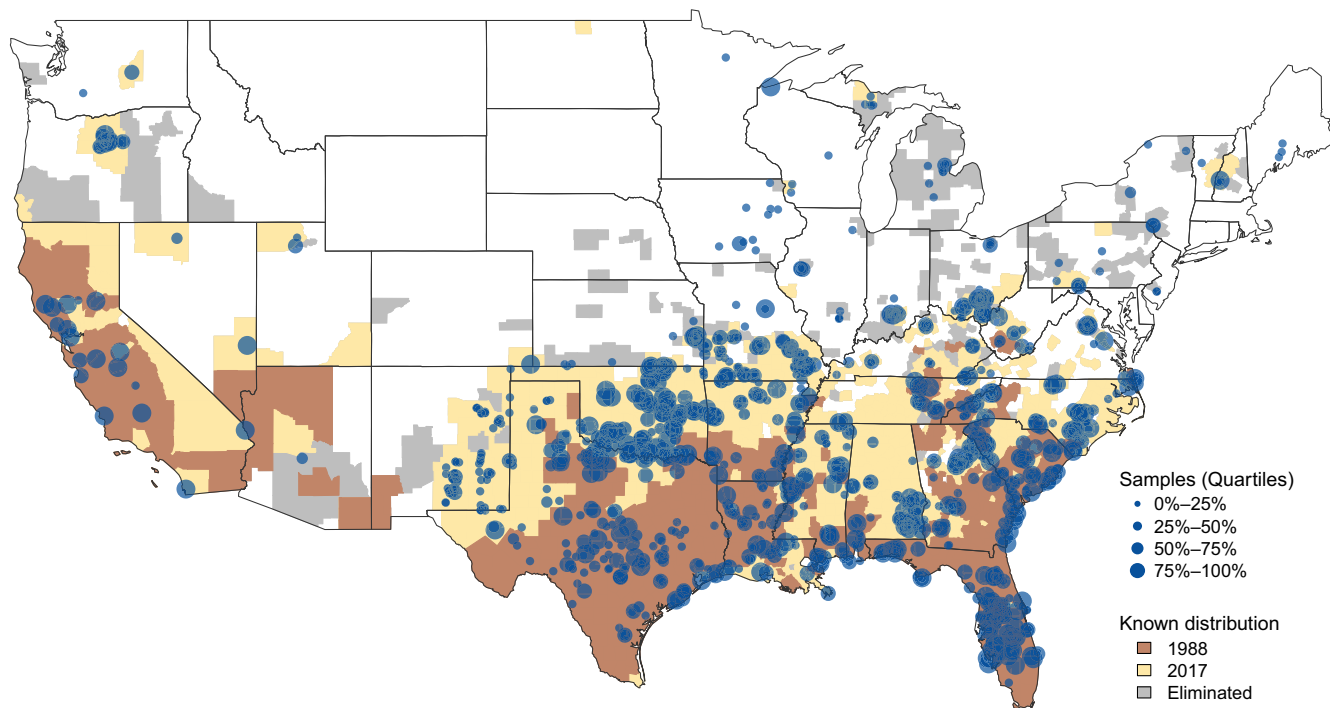 Samples (Quartiles)
0%–25%
25%–50%
50%–75%
75%–100%
Known distribution
1988
2017
Eliminated